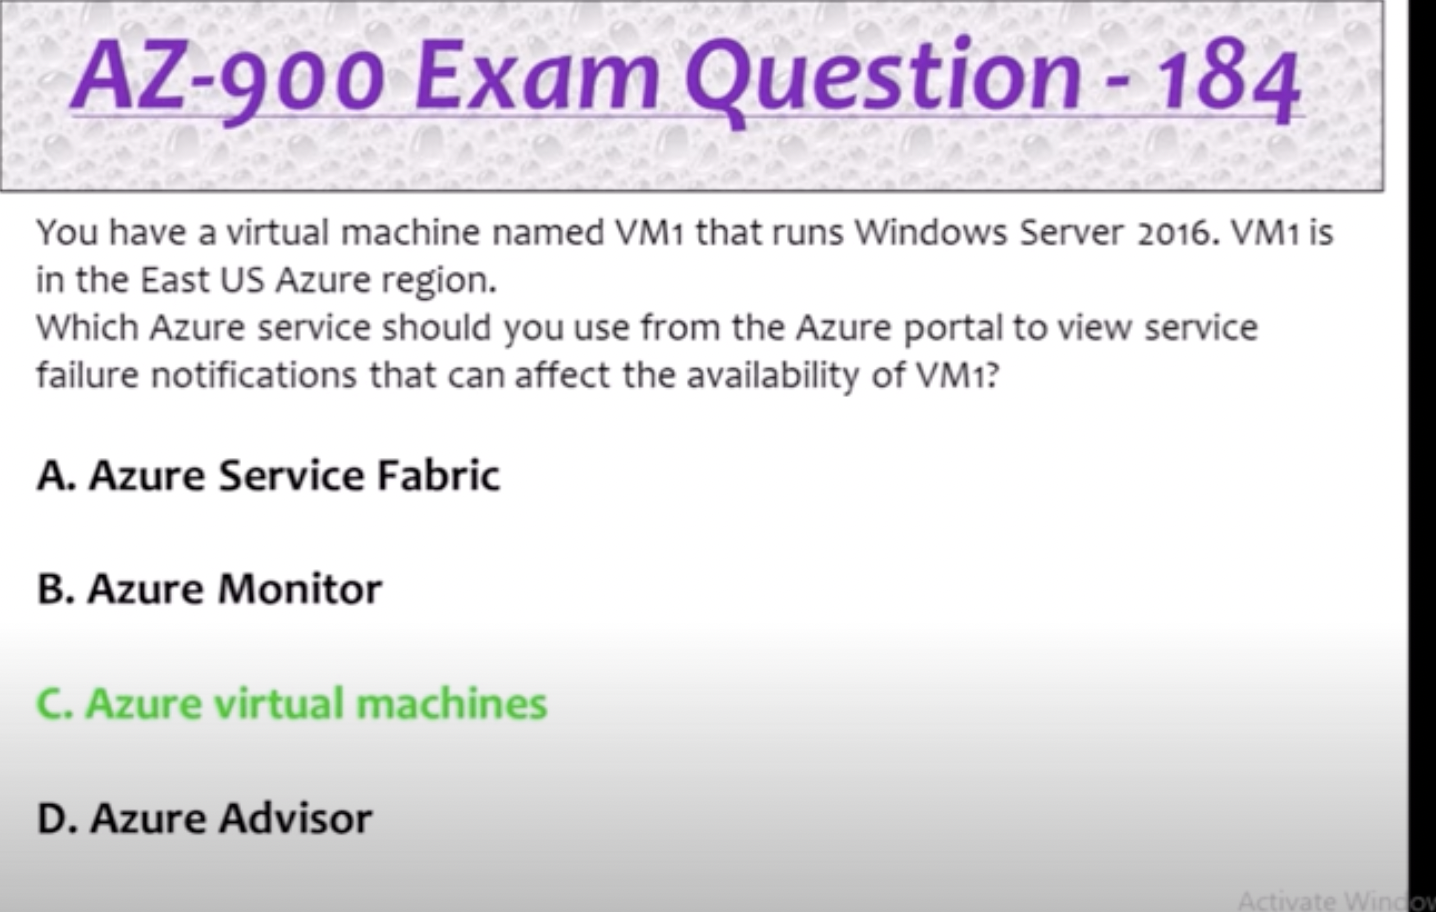 AZ-900 Exam Question - 184
You have a virtual machine named VM1 that runs Windows Server 2016. VM1 is
in the East US Azure region.
Which Azure service should you use from the Azure portal to view service
failure notifications that can affect the availability of VM1?
A. Azure Service Fabric
B. Azure Monitor
C. Azure virtual machines
D. Azure Advisor
Activate Window